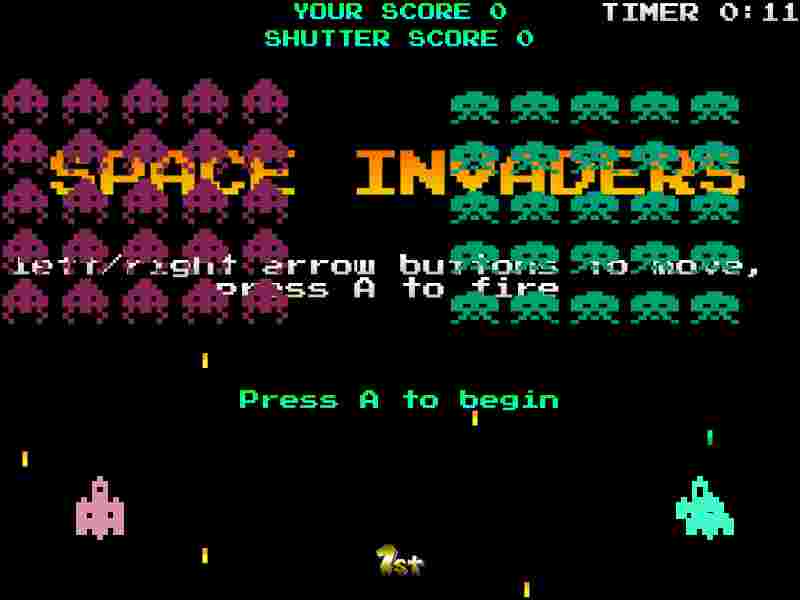 YOUR SCORE 0
TIMER 0:11
SHUTTER SCORE 0
SPACE INVADERS
left/right arrow buttons to move,
press A to fire
Press A to begin
1st